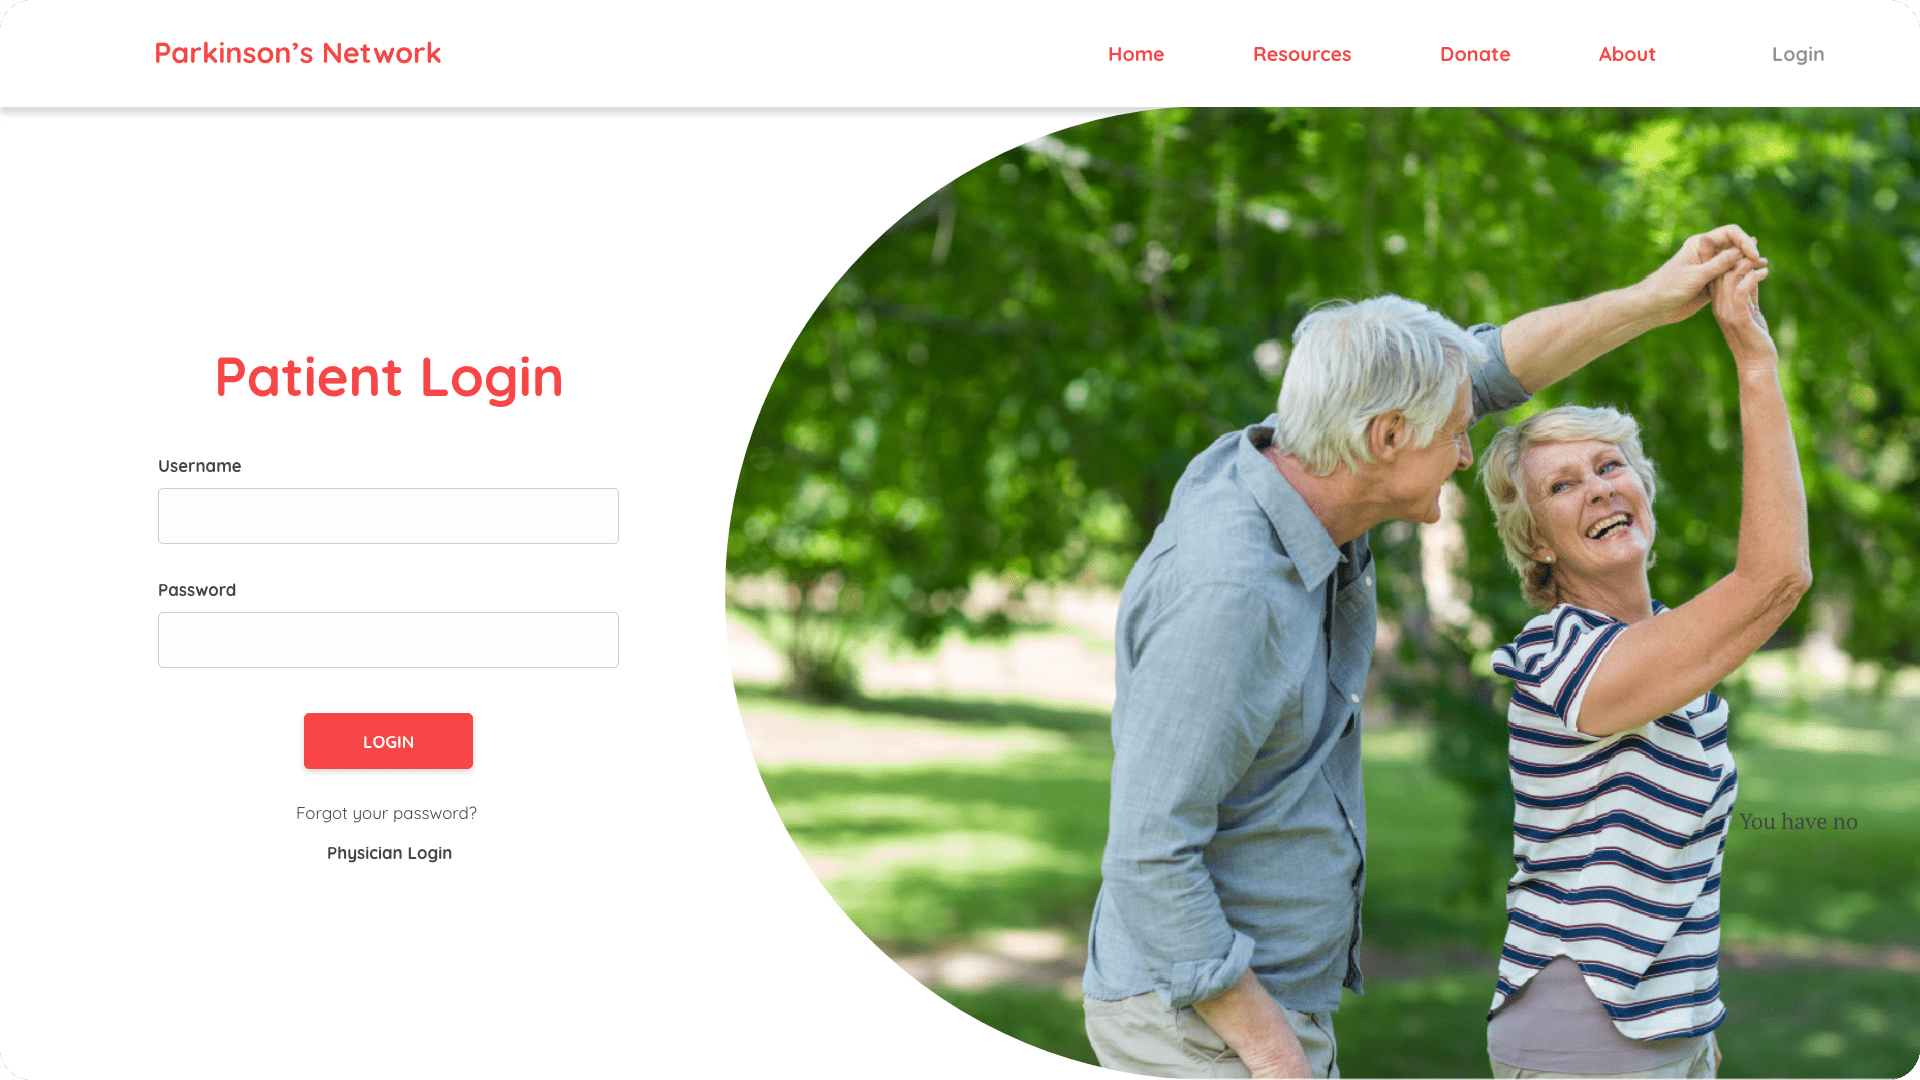 Parkinson’s Network
Home
Resources
Donate
About
Login
Patient Login
Username
Password
LOGIN
Forgot your password?
Physician Login
You have no